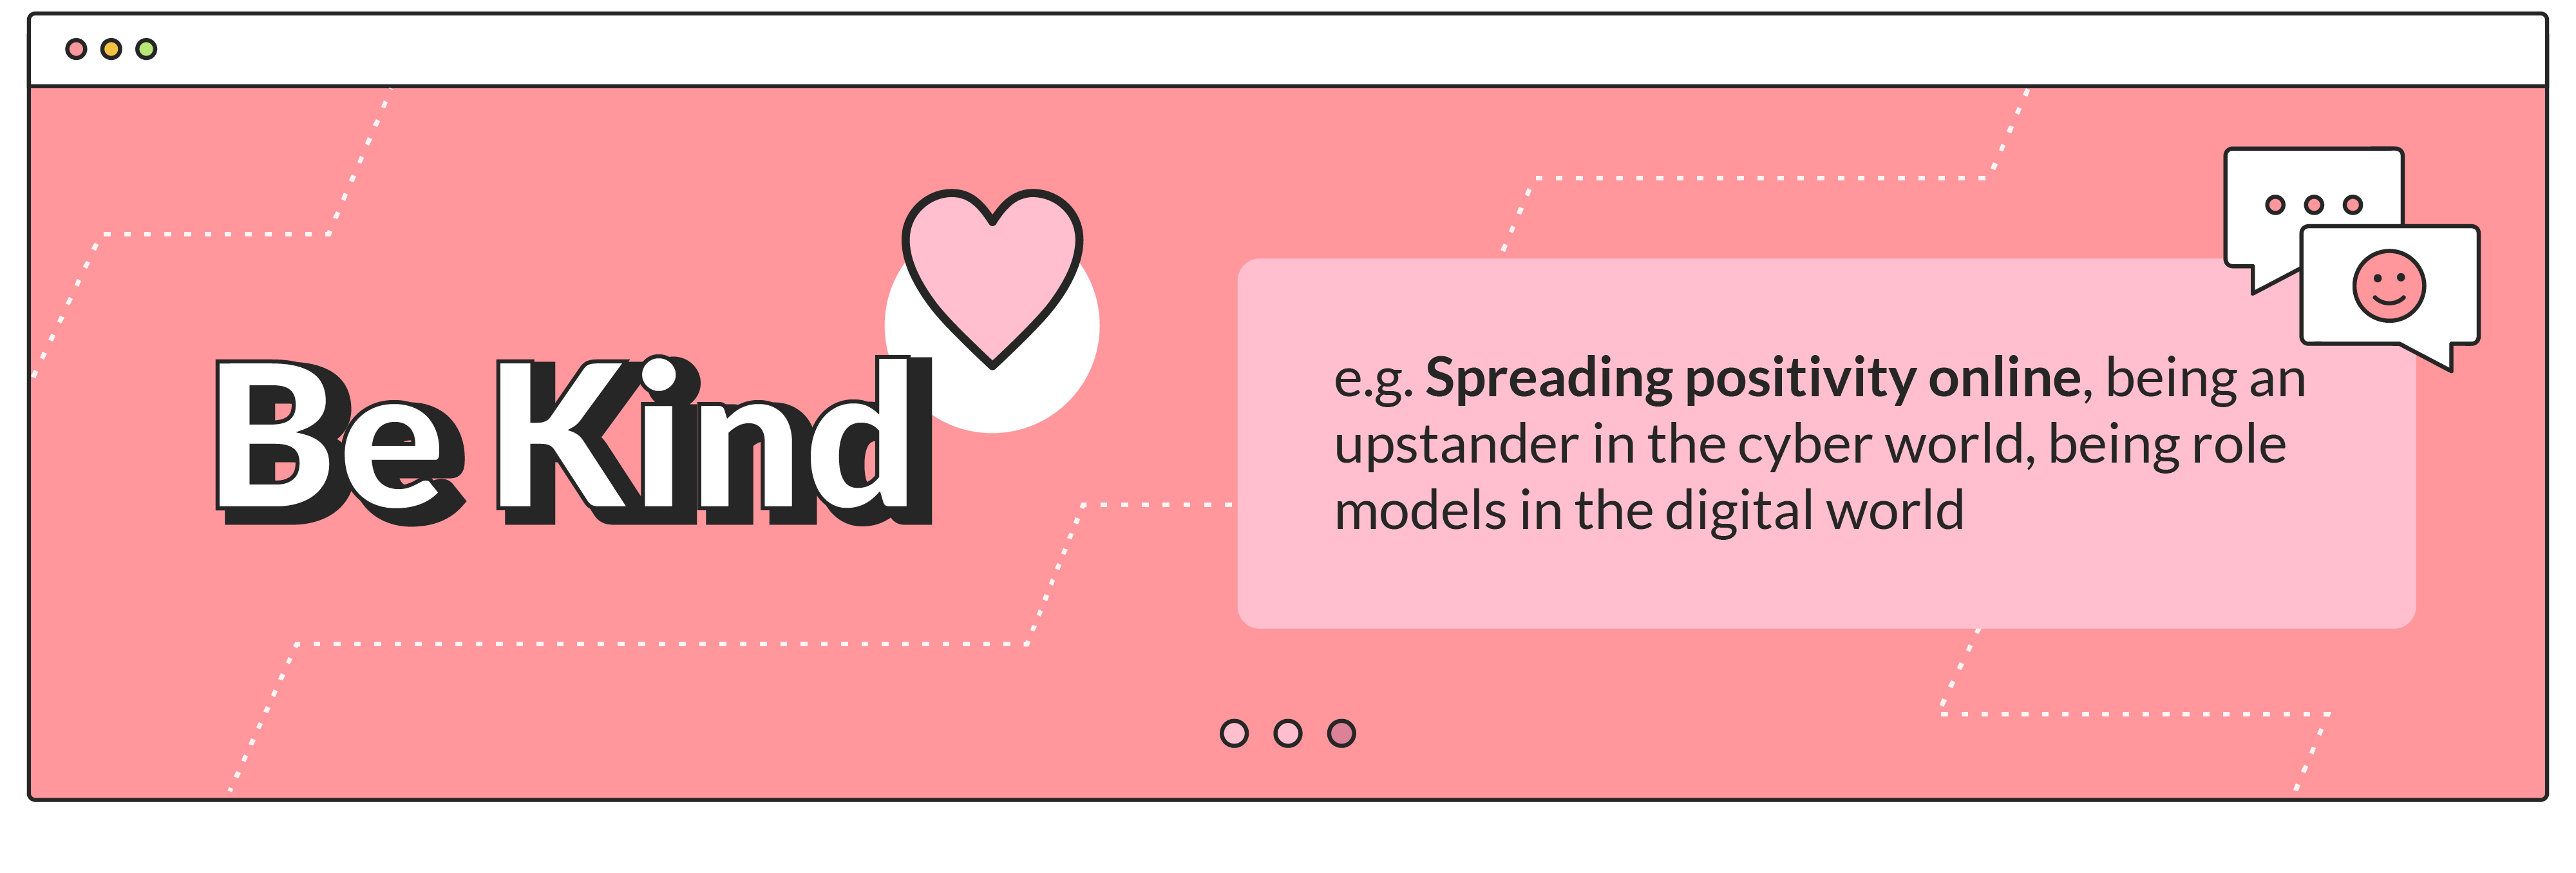 Be Kind
e.g. Spreading positivity online, being an
upstander in the cyber world, being role
models in the digital world